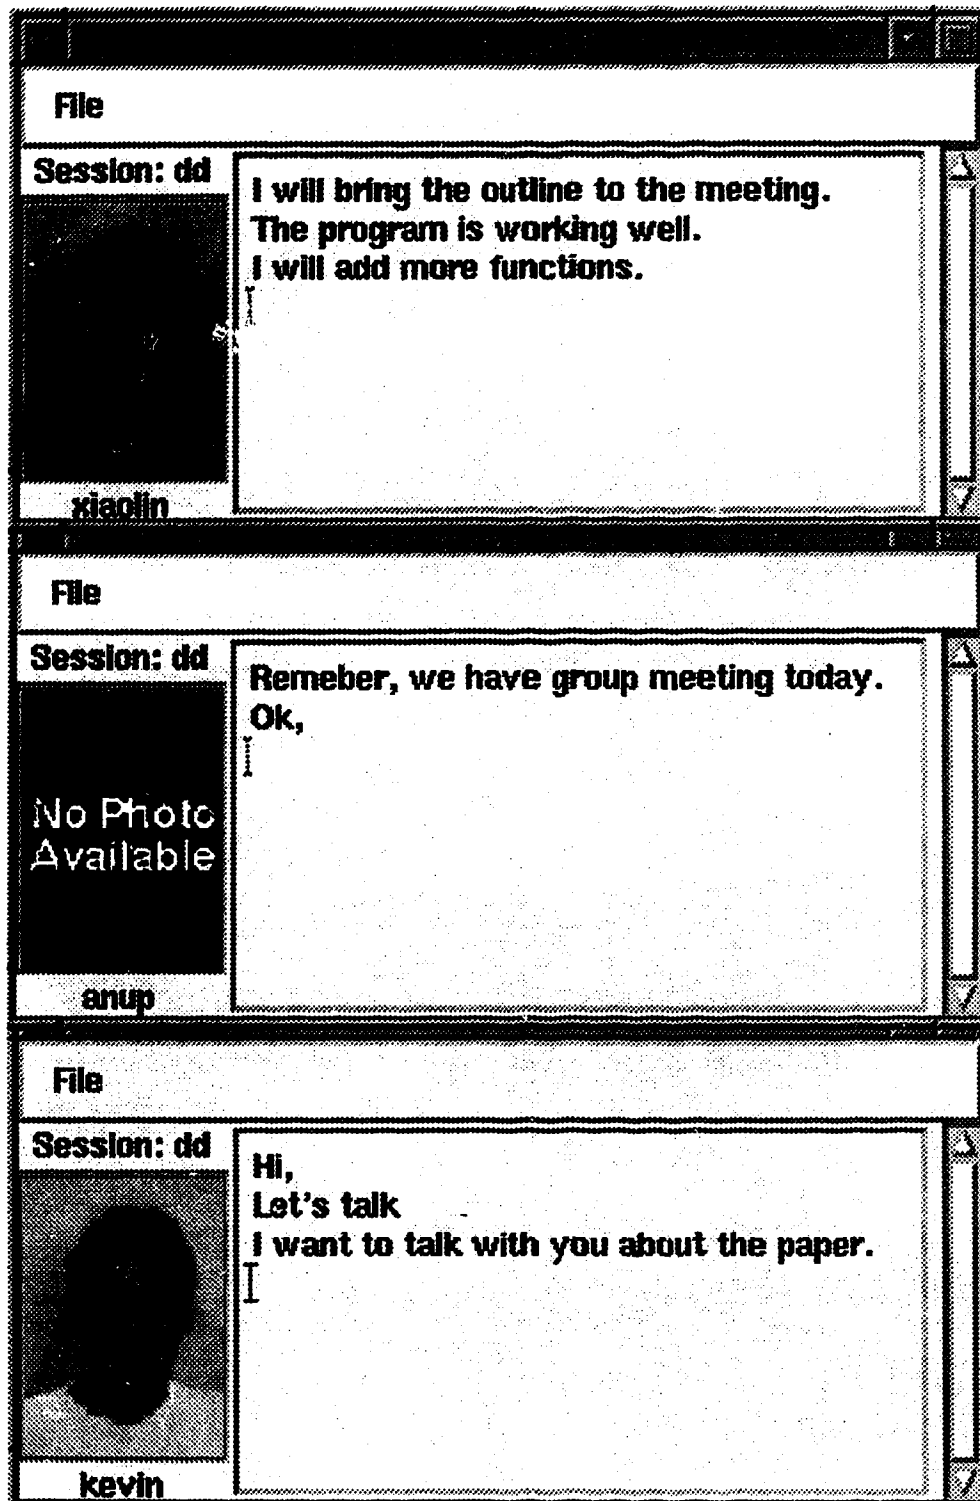 File
Session: dd
I will bring the outline to the meeting.
The program is working well.
I will add more functions.
xiaolin
File
Session: dd
Remeber, we have group meeting today.
Ok,
No Photo
Available
anup
File
Session: dd
Hi,
Let's talk
I want to talk with you about the paper.
kevin